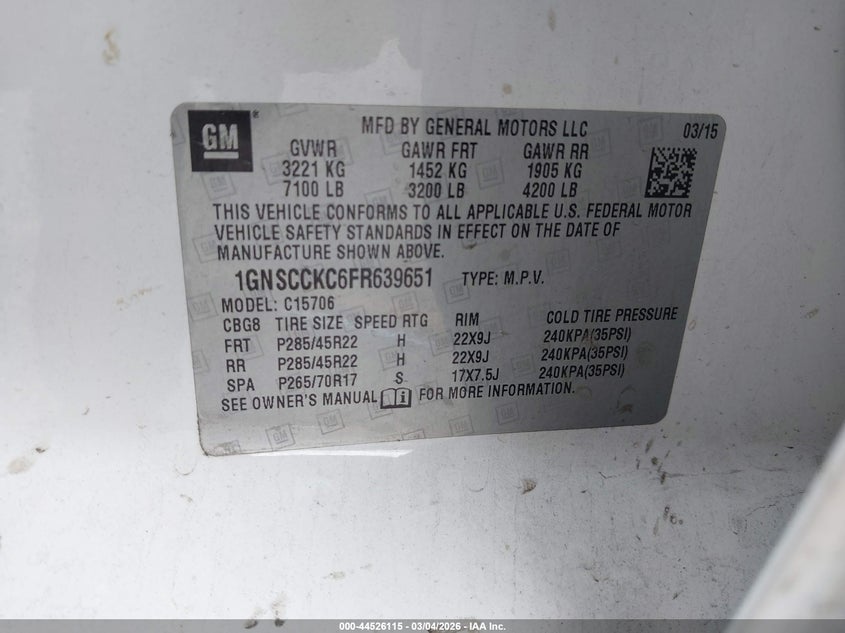 GM ® MFD BY GENERAL MOTORS LLC 03/15
GVWR GAWR FRT GAWR RR
3221 KG 1452 KG 1905 KG
7100 LB 3200 LB 4200 LB
THIS VEHICLE CONFORMS TO ALL APPLICABLE U.S. FEDERAL MOTOR
VEHICLE SAFETY STANDARDS IN EFFECT ON THE DATE OF
MANUFACTURE SHOWN ABOVE.
1GNSCCKC6FR639651 TYPE: M.P.V.
MODEL: C15706
CBG8 TIRE SIZE SPEED RTG RIM COLD TIRE PRESSURE
FRT P285/45R22 H 22X9J 240KPA(35PSI)
RR P285/45R22 H 22X9J 240KPA(35PSI)
SPA P265/70R17 S 17X7.5J 240KPA(35PSI)
SEE OWNER'S MANUAL i FOR MORE INFORMATION.
000-44526115 - 03/04/2026 - IAA Inc.